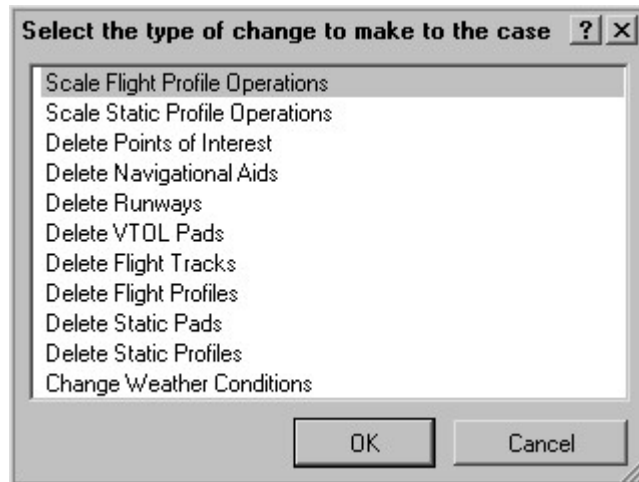 Select the type of change to make to the case ? X
Scale Flight Profile Operations
Scale Static Profile Operations
Delete Points of Interest
Delete Navigational Aids
Delete Runways
Delete VTOL Pads
Delete Flight Tracks
Delete Flight Profiles
Delete Static Pads
Delete Static Profiles
Change Weather Conditions
OK Cancel